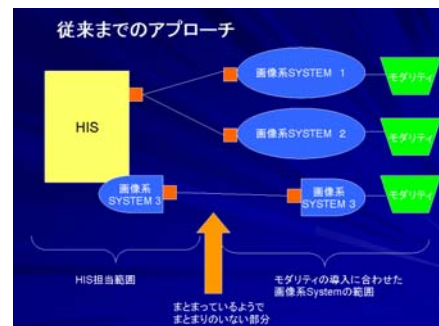 従来までのアプローチ
画像系SYSTEM 1
モダリティ
HIS
画像系SYSTEM 2
モダリティ
画像系
SYSTEM 3
画像系
SYSTEM 3
モダリティ
HIS担当範囲
モダリティの導入に合わせた
画像系Systemの範囲
まとまっているようで
まとまりのいない部分